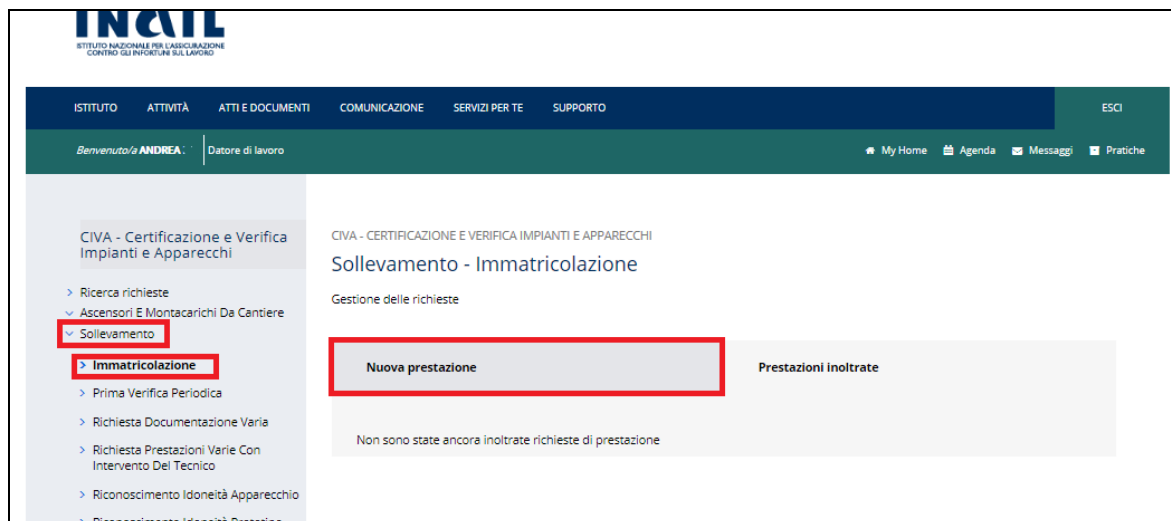 INAIL
ISTITUTO NAZIONALE PER L'ASSICURAZIONE
CONTRO GLI INFORTUNI SUL LAVORO
ISTITUTO ATTIVITÀ ATTI E DOCUMENTI COMUNICAZIONE SERVIZI PER TE SUPPORTO ESCI
Benvenuto/a ANDREA Datore di lavoro My Home Agenda Messaggi Pratiche
CIVA - Certificazione e Verifica
Impianti e Apparecchi
> Ricerca richieste
Ascensori E Montacarichi Da Cantiere
Sollevamento
> Immatricolazione
> Prima Verifica Periodica
> Richiesta Documentazione Varia
> Richiesta Prestazioni Varie Con
Intervento Del Tecnico
> Riconoscimento Idoneità Apparecchio
CIVA - CERTIFICAZIONE E VERIFICA IMPIANTI E APPARECCHI
Sollevamento - Immatricolazione
Gestione delle richieste
Nuova prestazione Prestazioni inoltrate
Non sono state ancora inoltrate richieste di prestazione